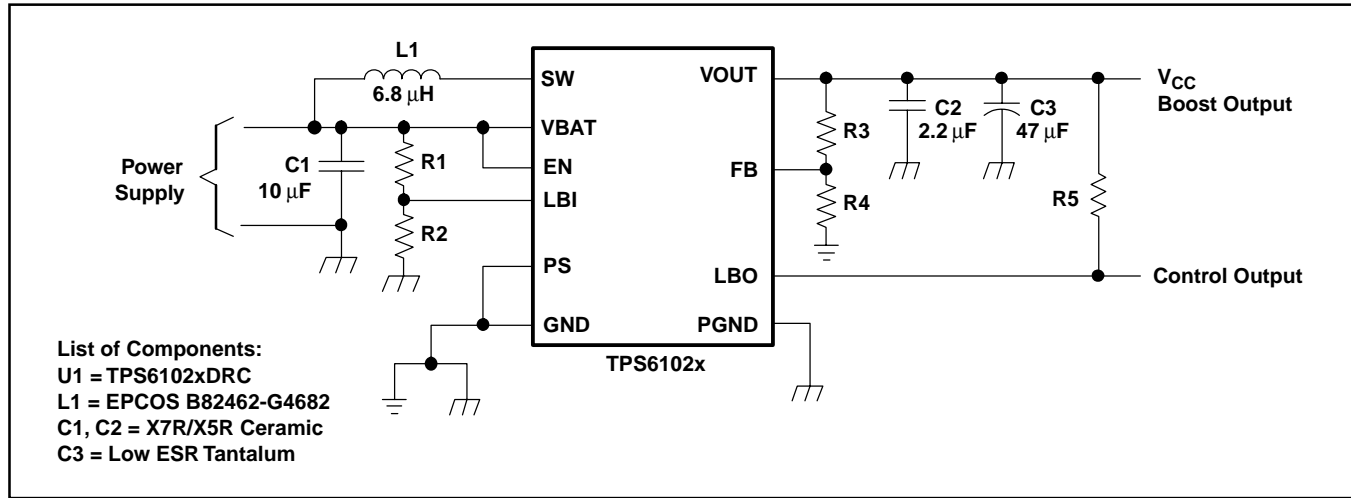 L1
6.8 µH
SW
VOUT
VCC
Boost Output
C2
2.2 µF
C3
47 µF
R3
VBAT
Power
Supply
C1
10 µF
R1
EN
FB
LBI
R4
R5
R2
PS
LBO
Control Output
GND
PGND
TPS6102x
List of Components:
U1 = TPS6102xDRC
L1 = EPCOS B82462-G4682
C1, C2 = X7R/X5R Ceramic
C3 = Low ESR Tantalum